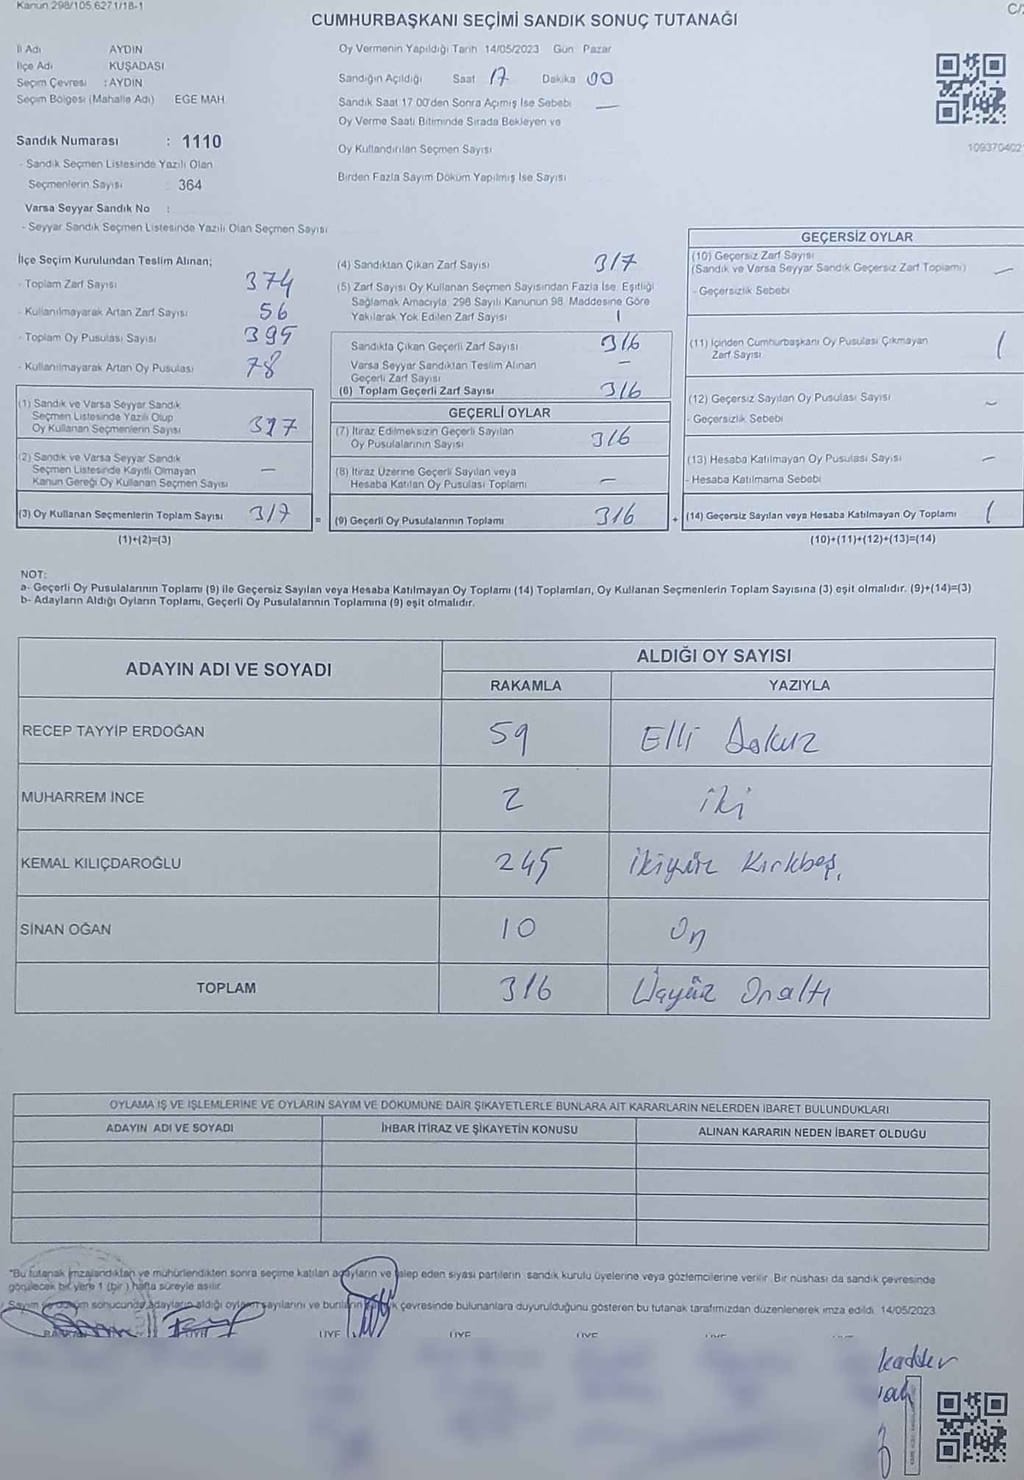 Kanun 298/105,627.1/18-1
C/2
CUMHURBAŞKANI SEÇİMİ SANDIK SONUÇ TUTANAĞI
İl Adı AYDIN
İlçe Adı KUŞADASI
Seçim Çevresi : AYDIN
Seçim Bölgesi (Mahalle Adı) EGE MAH.
Oy Vermenin Yapıldığı Tarih 14/05/2023 Gün Pazar
Sandığın Açıldığı Saat 17 Dakika 00
Sandık Saat 17.00'den Sonra Açımış İse Sebebi —
Oy Verme Saati Bitiminde Sırada Bekleyen ve
Oy Kullandırılan Seçmen Sayısı
Birden Fazla Sayım Döküm Yapılmış İse Sayısı
109370402
Sandık Numarası : 1110
- Sandık Seçmen Listesinde Yazılı Olan
Seçmenlerin Sayısı : 364
Varsa Seyyar Sandık No :
- Seyyar Sandık Seçmen Listesinde Yazılı Olan Seçmen Sayısı
İlçe Seçim Kurulundan Teslim Alınan;
- Toplam Zarf Sayısı 374
- Kullanılmayarak Artan Zarf Sayısı 56
- Toplam Oy Pusulası Sayısı 395
- Kullanılmayarak Artan Oy Pusulası 78
(1) Sandık ve Varsa Seyyar Sandık
Seçmen Listesinde Yazılı Olup
Oy Kullanan Seçmenlerin Sayısı 317
(2) Sandık ve Varsa Seyyar Sandık
Seçmen Listesinde Kayıtlı Olmayan
Kanun Gereği Oy Kullanan Seçmen Sayısı —
(3) Oy Kullanan Seçmenlerin Toplam Sayısı 317 =
(1)+(2)=(3)
(4) Sandıktan Çıkan Zarf Sayısı 317
(5) Zarf Sayısı Oy Kullanan Seçmen Sayısından Fazla İse, Eşitliği
Sağlamak Amacıyla, 298 Sayılı Kanunun 98. Maddesine Göre
Yakılarak Yok Edilen Zarf Sayısı 1
Sandıkta Çıkan Geçerli Zarf Sayısı 316
Varsa Seyyar Sandıktan Teslim Alınan
Geçerli Zarf Sayısı —
(6) Toplam Geçerli Zarf Sayısı 316
GEÇERLİ OYLAR
(7) İtiraz Edilmeksizin Geçerli Sayılan
Oy Pusulalarının Sayısı 316
(8) İtiraz Üzerine Geçerli Sayılan veya
Hesaba Katılan Oy Pusulası Toplamı —
(9) Geçerli Oy Pusulalarının Toplamı 316 +
GEÇERSİZ OYLAR
(10) Geçersiz Zarf Sayısı
(Sandık ve Varsa Seyyar Sandık Geçersiz Zarf Toplamı) —
- Geçersizlik Sebebi
(11) İçinden Cumhurbaşkanı Oy Pusulası Çıkmayan
Zarf Sayısı 1
(12) Geçersiz Sayılan Oy Pusulası Sayısı —
- Geçersizlik Sebebi
(13) Hesaba Katılmayan Oy Pusulası Sayısı —
- Hesaba Katılmama Sebebi
(14) Geçersiz Sayılan veya Hesaba Katılmayan Oy Toplamı 1
(10)+(11)+(12)+(13)=(14)
NOT:
a- Geçerli Oy Pusulalarının Toplamı (9) ile Geçersiz Sayılan veya Hesaba Katılmayan Oy Toplamı (14) Toplamları, Oy Kullanan Seçmenlerin Toplam Sayısına (3) eşit olmalıdır. (9)+(14)=(3)
b- Adayların Aldığı Oyların Toplamı, Geçerli Oy Pusulalarının Toplamına (9) eşit olmalıdır.
ADAYIN ADI VE SOYADI
ALDIĞI OY SAYISI
RAKAMLA YAZIYLA
RECEP TAYYİP ERDOĞAN 59 Elli Dokuz
MUHARREM İNCE 2 iki
KEMAL KILIÇDAROĞLU 245 ikiyüz Kırkbeş.
SİNAN OĞAN 10 On
TOPLAM 316 Üçyüz Onaltı
OYLAMA İŞ VE İŞLEMLERİNE VE OYLARIN SAYIM VE DÖKÜMÜNE DAİR ŞİKAYETLERLE BUNLARA AİT KARARLARIN NELERDEN İBARET BULUNDUKLARI
ADAYIN ADI VE SOYADI İHBAR İTİRAZ VE ŞİKAYETİN KONUSU ALINAN KARARIN NEDEN İBARET OLDUĞU
"Bu tutanak imzalandıktan ve mühürlendikten sonra seçime katılan adayların ve talep eden siyasi partilerin sandık kurulu üyelerine veya gözlemcilerine verilir. Bir nüshası da sandık çevresinde
görülecek bir yere 1 (bir) hafta süreyle asılır.
Sayım ve döküm sonucunda adayların aldığı oyların sayılarını ve bunların sandık çevresinde bulunanlara duyurulduğunu gösteren bu tutanak tarafımızdan düzenlenerek imza edildi. 14/05/2023
BAŞKAN ÜYE ÜYE ÜYE ÜYE